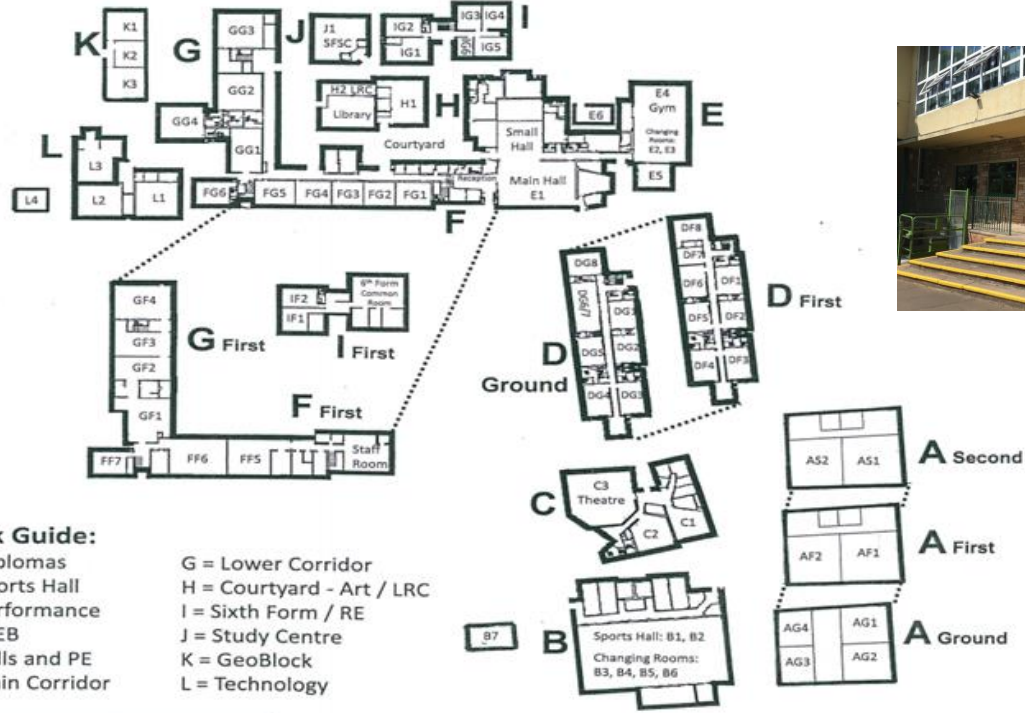 K
K1
K2
K3
G
GG3
GG2
GG4
GG1
J
J1
SFSC
IG2
IG1
IG3
IG4
IG5
IG6
I
H2 LRC
Library
H1
H
Courtyard
Small
Hall
E6
E4
Gym
Changing
Rooms:
E2, E3
E5
E
L
L3
L4
L2
L1
FG6
FG5
FG4
FG3
FG2
FG1
Reception
Main Hall
E1
F
GF4
GF3
GF2
GF1
G First
IF2
IF1
6th Form
Common
Room
I First
F First
FF7
FF6
FF5
Staff
Room
DG8
DG6/7
DG1
DG5
DG2
DG4
DG3
D
Ground
DF8
DF7
DF6
DF1
DF5
DF2
DF4
DF3
D First
C
C3
Theatre
C2
C1
AS2
AS1
A Second
AF2
AF1
A First
AG4
AG1
AG3
AG2
A Ground
B7
B
Sports Hall: B1, B2
Changing Rooms:
B3, B4, B5, B6
Guide:
G = Lower Corridor
H = Courtyard - Art / LRC
Hall
I = Sixth Form / RE
J = Study Centre
and PE
K = GeoBlock
Corridor
L = Technology